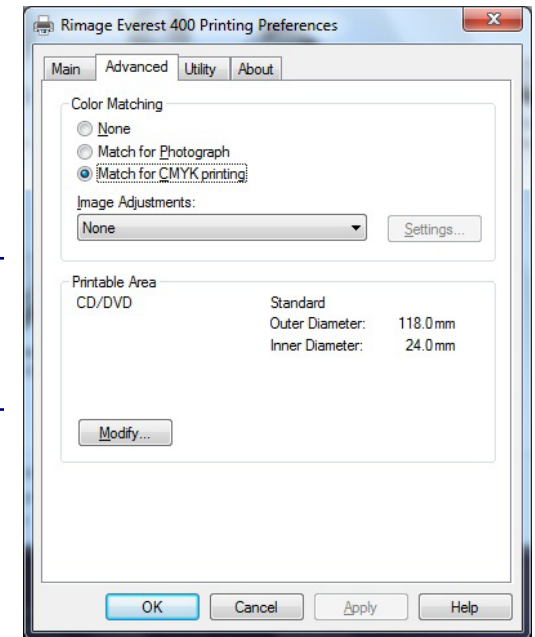 Rimage Everest 400 Printing Preferences
Main Advanced Utility About
Color Matching
None
Match for Photograph
Match for CMYK printing
Image Adjustments:
None Settings...
Printable Area
CD/DVD Standard
Outer Diameter: 118.0 mm
Inner Diameter: 24.0 mm
Modify...
OK Cancel Apply Help